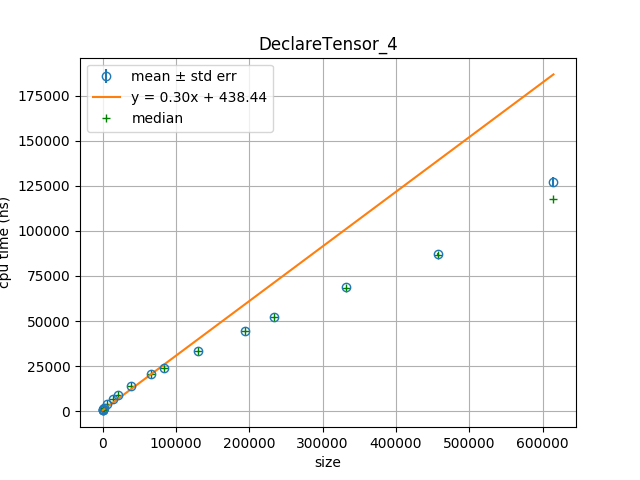 DeclareTensor_4
mean ± std err
y = 0.30x + 438.44
median
175000
150000
125000
100000
75000
50000
25000
0
cpu time (ns)
0 100000 200000 300000 400000 500000 600000
size